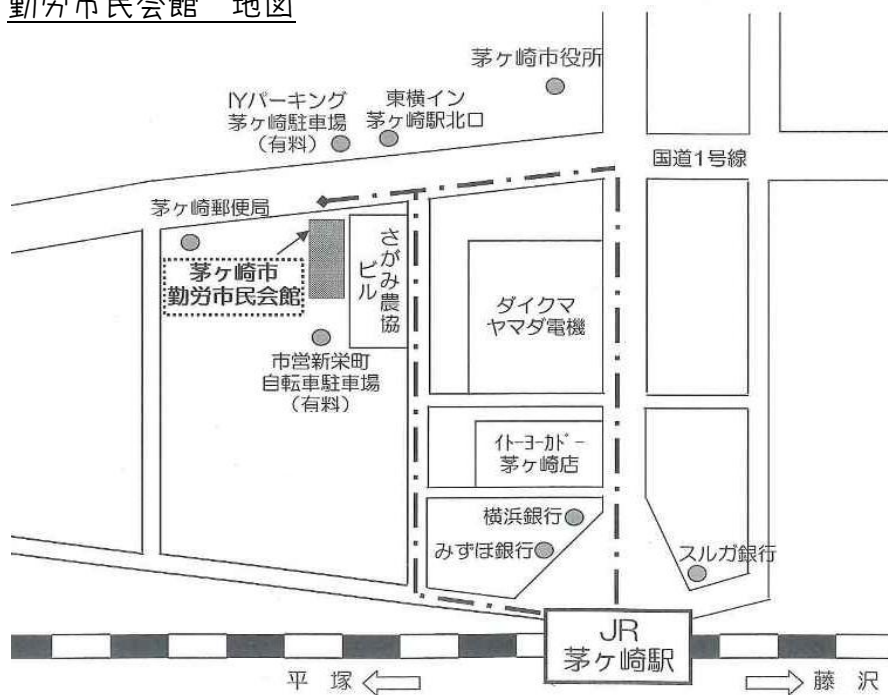 勤労市民会館 地図
茅ヶ崎市役所
IYパーキング
茅ヶ崎駐車場
（有料）
東横イン
茅ヶ崎駅北口
国道1号線
茅ヶ崎郵便局
茅ヶ崎市
勤労市民会館
さがみ農協
ビル
ダイクマ
ヤマダ電機
市営新栄町
自転車駐車場
（有料）
ｲﾄｰﾖｰｶﾄﾞｰ
茅ヶ崎店
横浜銀行
みずほ銀行
スルガ銀行
JR
茅ヶ崎駅
平塚
藤沢